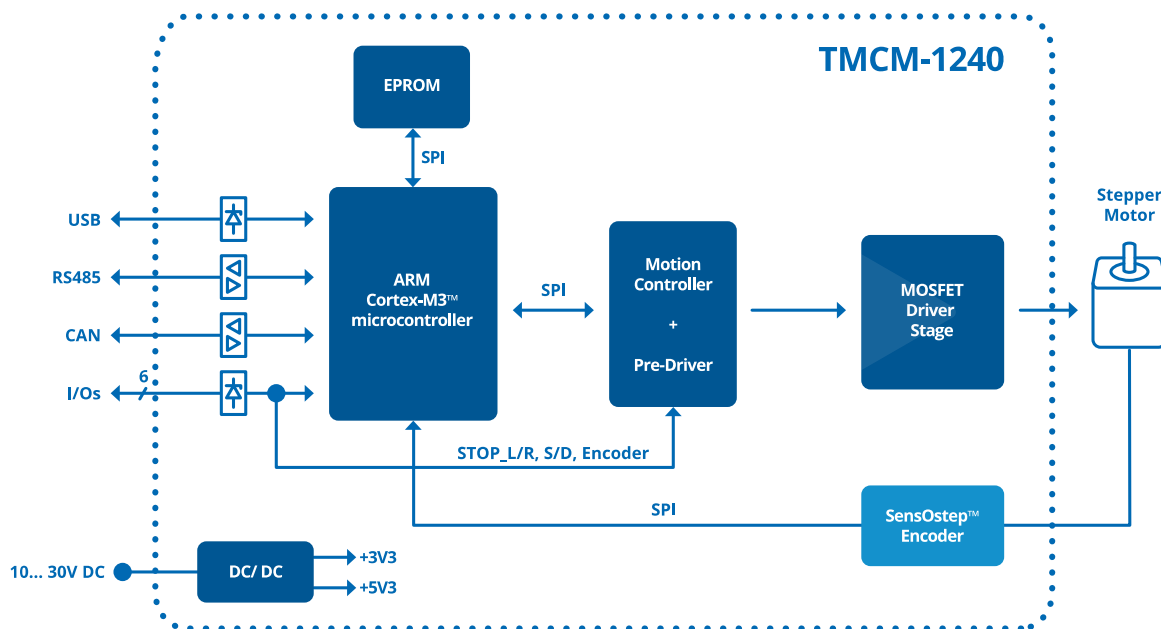 TMCM-1240
EPROM
SPI
USB
RS485
CAN
6
I/Os
ARM
Cortex-M3™
microcontroller
SPI
Motion
Controller
+
Pre-Driver
MOSFET
Driver
Stage
Stepper
Motor
STOP_L/R, S/D, Encoder
SPI
SensOstep™
Encoder
10... 30V DC
DC/ DC
+3V3
+5V3